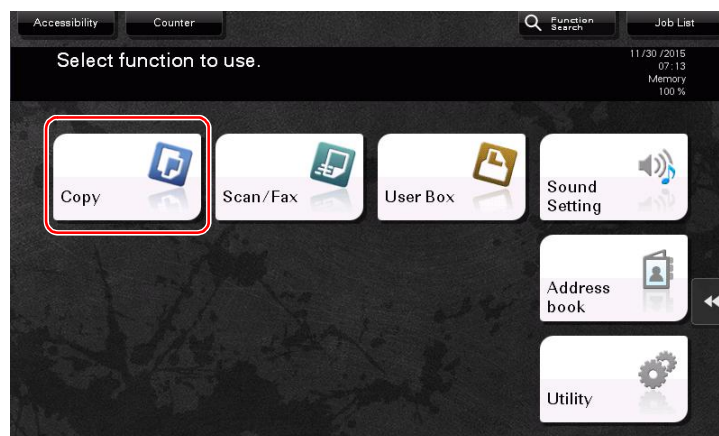 Accessibility
Counter
Function
Search
Job List
Select function to use.
11/30 /2015
07:13
Memory
100 %
Copy
Scan/Fax
User Box
Sound
Setting
Address
book
Utility